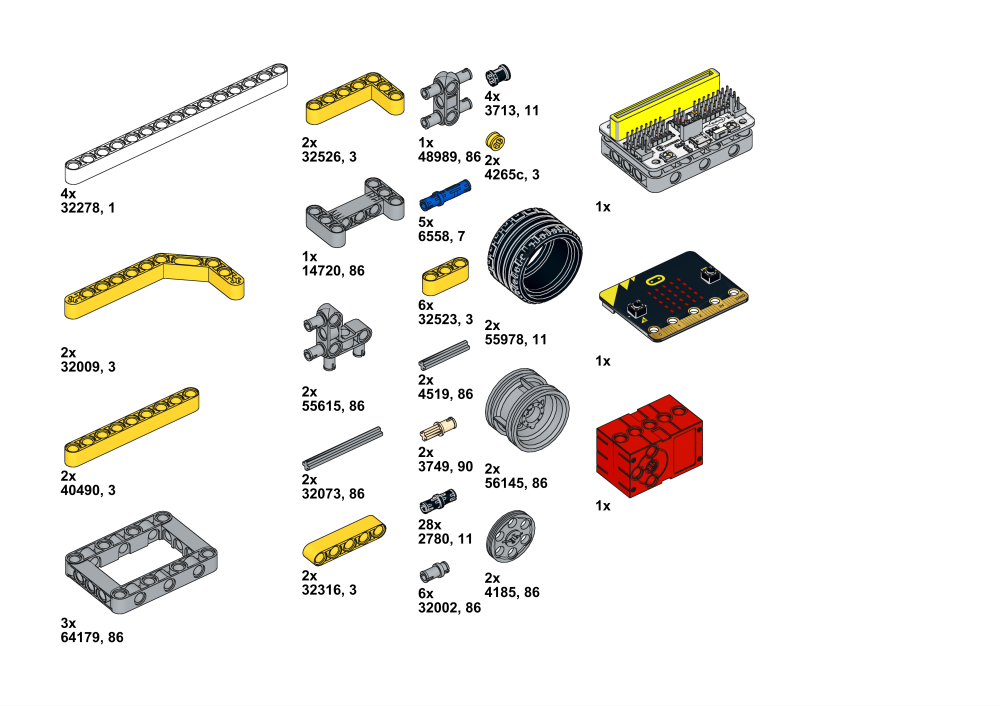 4x
32278, 1
2x
32009, 3
2x
40490, 3
3x
64179, 86
2x
32526, 3
1x
14720, 86
2x
55615, 86
2x
32073, 86
2x
32316, 3
1x
48989, 86
5x
6558, 7
6x
32523, 3
2x
4519, 86
2x
3749, 90
28x
2780, 11
6x
32002, 86
4x
3713, 11
2x
4265c, 3
2x
55978, 11
2x
56145, 86
2x
4185, 86
1x
1x
1x